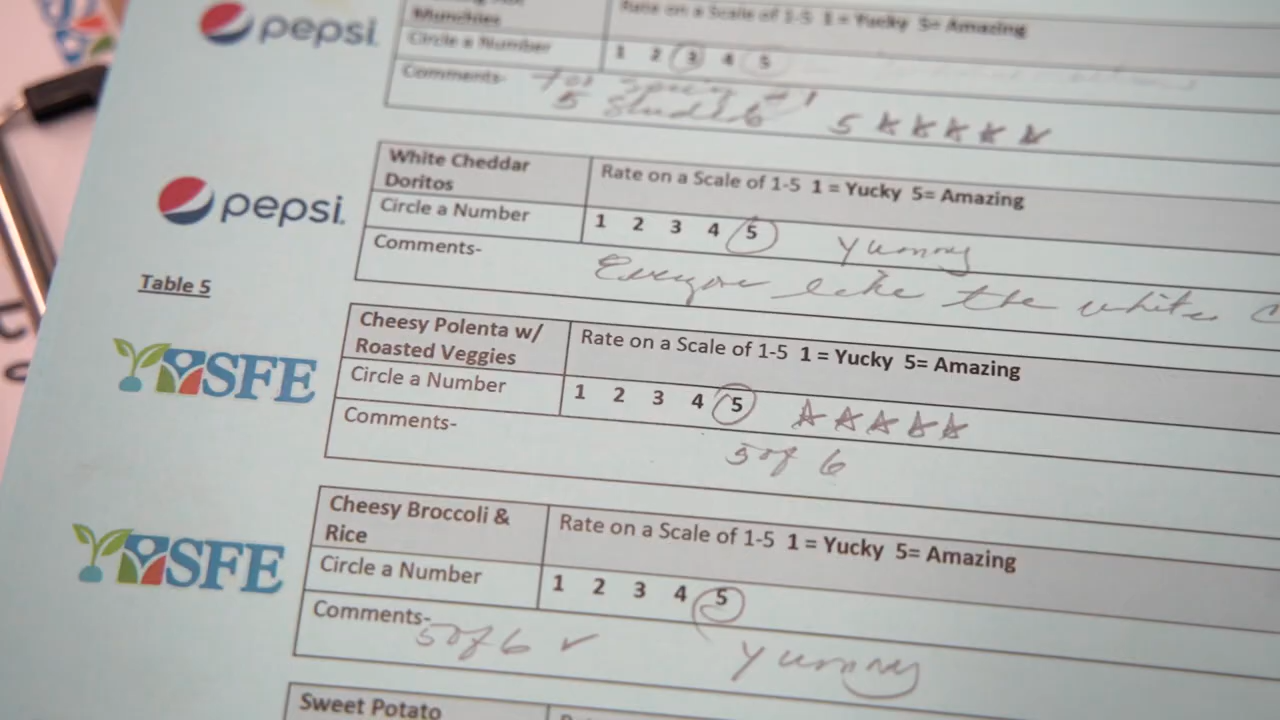 pepsi
Munchies
Rate on a Scale of 1-5 1 = Yucky 5= Amazing
Circle a Number
1 2 3 4 5
Comments-
5
5
pepsi
White Cheddar
Doritos
Rate on a Scale of 1-5 1 = Yucky 5= Amazing
Circle a Number
1 2 3 4 5
yummy
Comments-
Everyone like the white
Table 5
SFE
Cheesy Polenta w/
Roasted Veggies
Rate on a Scale of 1-5 1 = Yucky 5= Amazing
Circle a Number
1 2 3 4 5
Comments-
5 of 6
SFE
Cheesy Broccoli &
Rice
Rate on a Scale of 1-5 1 = Yucky 5= Amazing
Circle a Number
1 2 3 4 5
Comments-
5 of 6
yummy
Sweet Potato